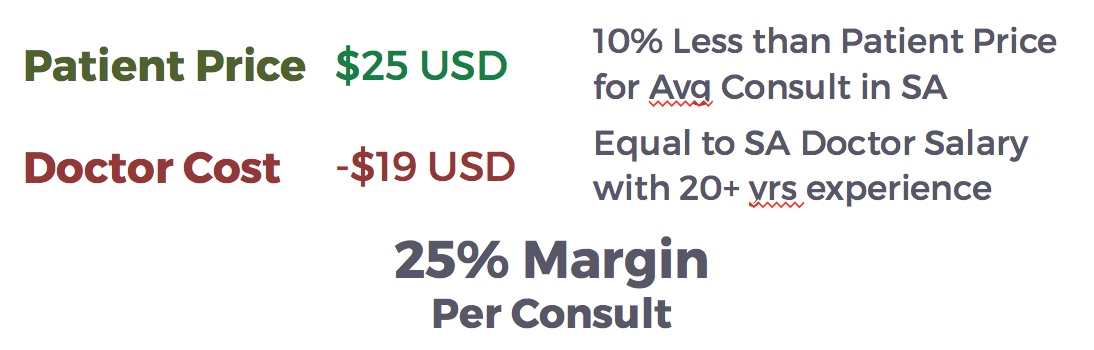 Patient Price $25 USD
10% Less than Patient Price
for Avg Consult in SA
Doctor Cost -$19 USD
Equal to SA Doctor Salary
with 20+ yrs experience
25% Margin
Per Consult